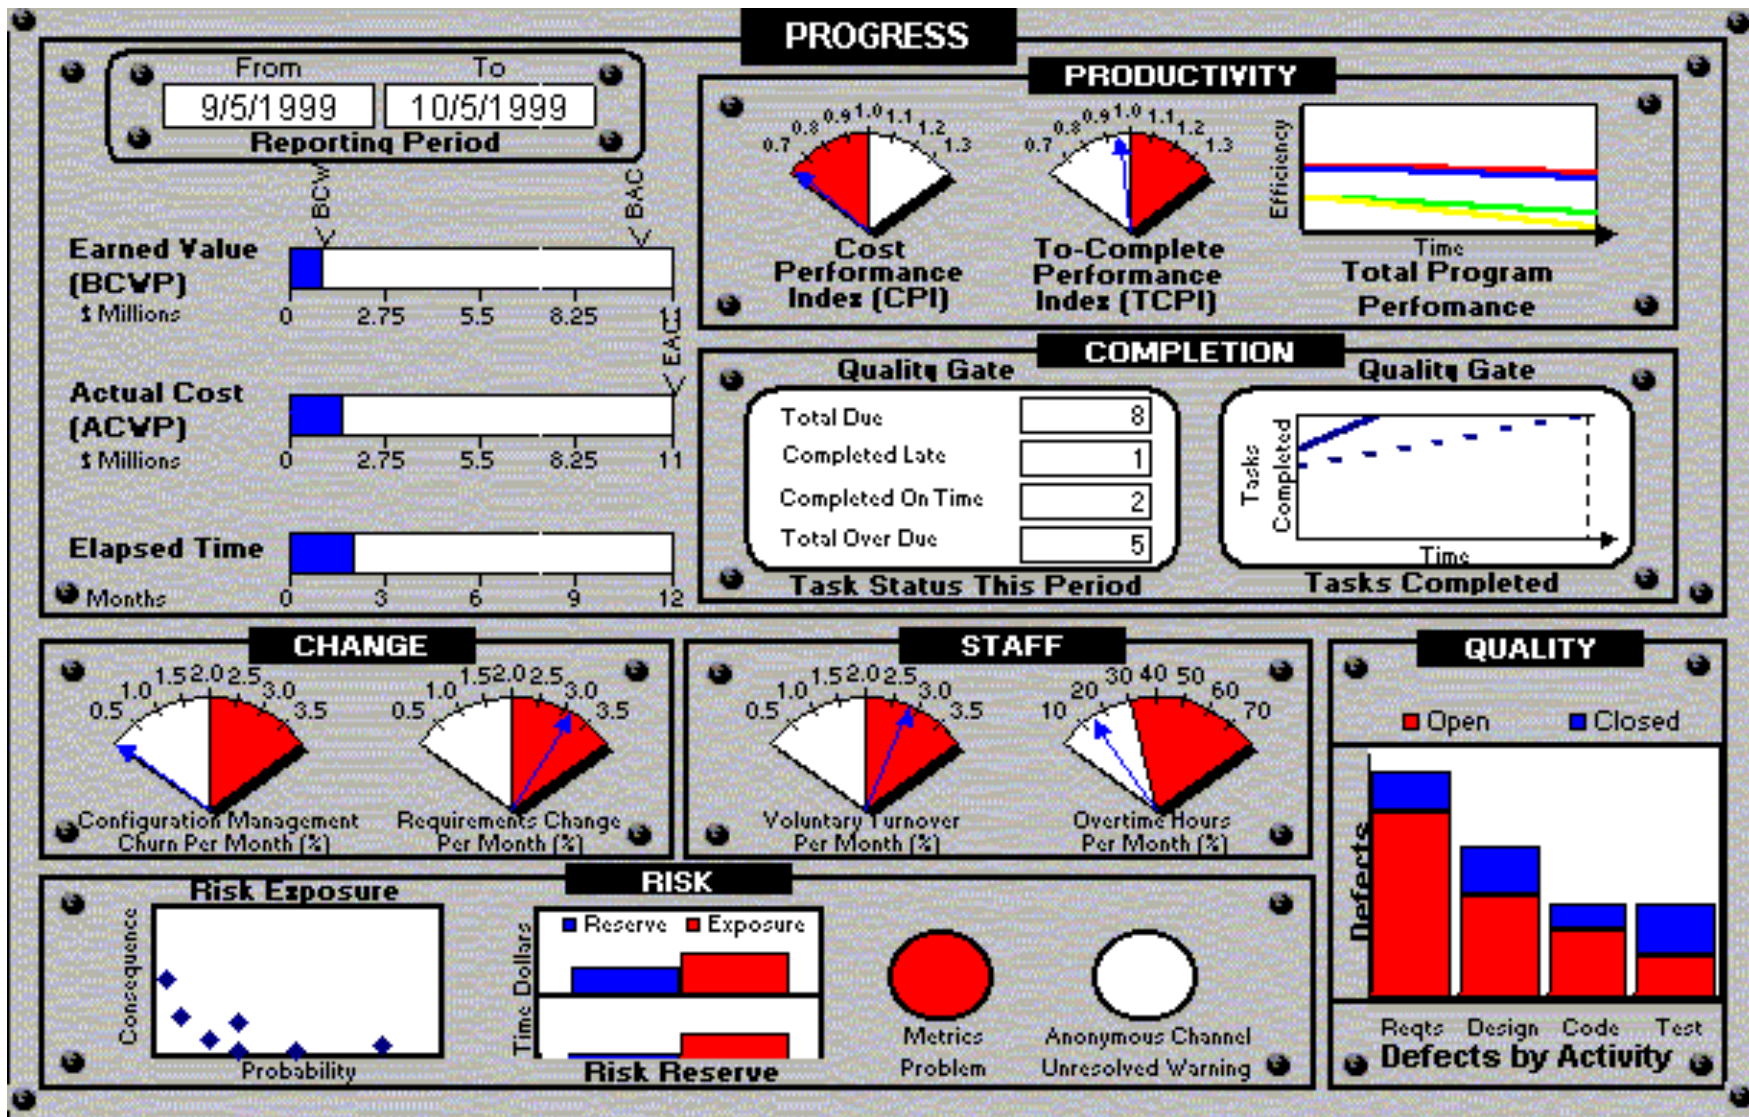 PROGRESS
From To
9/5/1999 10/5/1999
Reporting Period
BCW
BAC
Earned Value
(BCWP)
$ Millions
0 2.75 5.5 8.25 11
EAC
Actual Cost
(ACWP)
$ Millions
0 2.75 5.5 8.25 11
Elapsed Time
Months
0 3 6 9 12
PRODUCTIVITY
0.7 0.8 0.9 1.0 1.1 1.2 1.3
Cost
Performance
Index (CPI)
0.7 0.8 0.9 1.0 1.1 1.2 1.3
To-Complete
Performance
Index (TCPI)
Efficiency
Time
Total Program
Perfomance
COMPLETION
Quality Gate
Total Due 8
Completed Late 1
Completed On Time 2
Total Over Due 5
Task Status This Period
Quality Gate
Tasks
Completed
Time
Tasks Completed
CHANGE
0.5 1.0 1.5 2.0 2.5 3.0 3.5
Configuration Management
Churn Per Month (%)
0.5 1.0 1.5 2.0 2.5 3.0 3.5
Requirements Change
Per Month (%)
STAFF
0.5 1.0 1.5 2.0 2.5 3.0 3.5
Voluntary Turnover
Per Month (%)
10 20 30 40 50 60 70
Overtime Hours
Per Month (%)
QUALITY
Open Closed
Defects
Reqts Design Code Test
Defects by Activity
RISK
Risk Exposure
Consequence
Probability
Reserve Exposure
Dollars
Time
Risk Reserve
Metrics
Problem
Anonymous Channel
Unresolved Warning